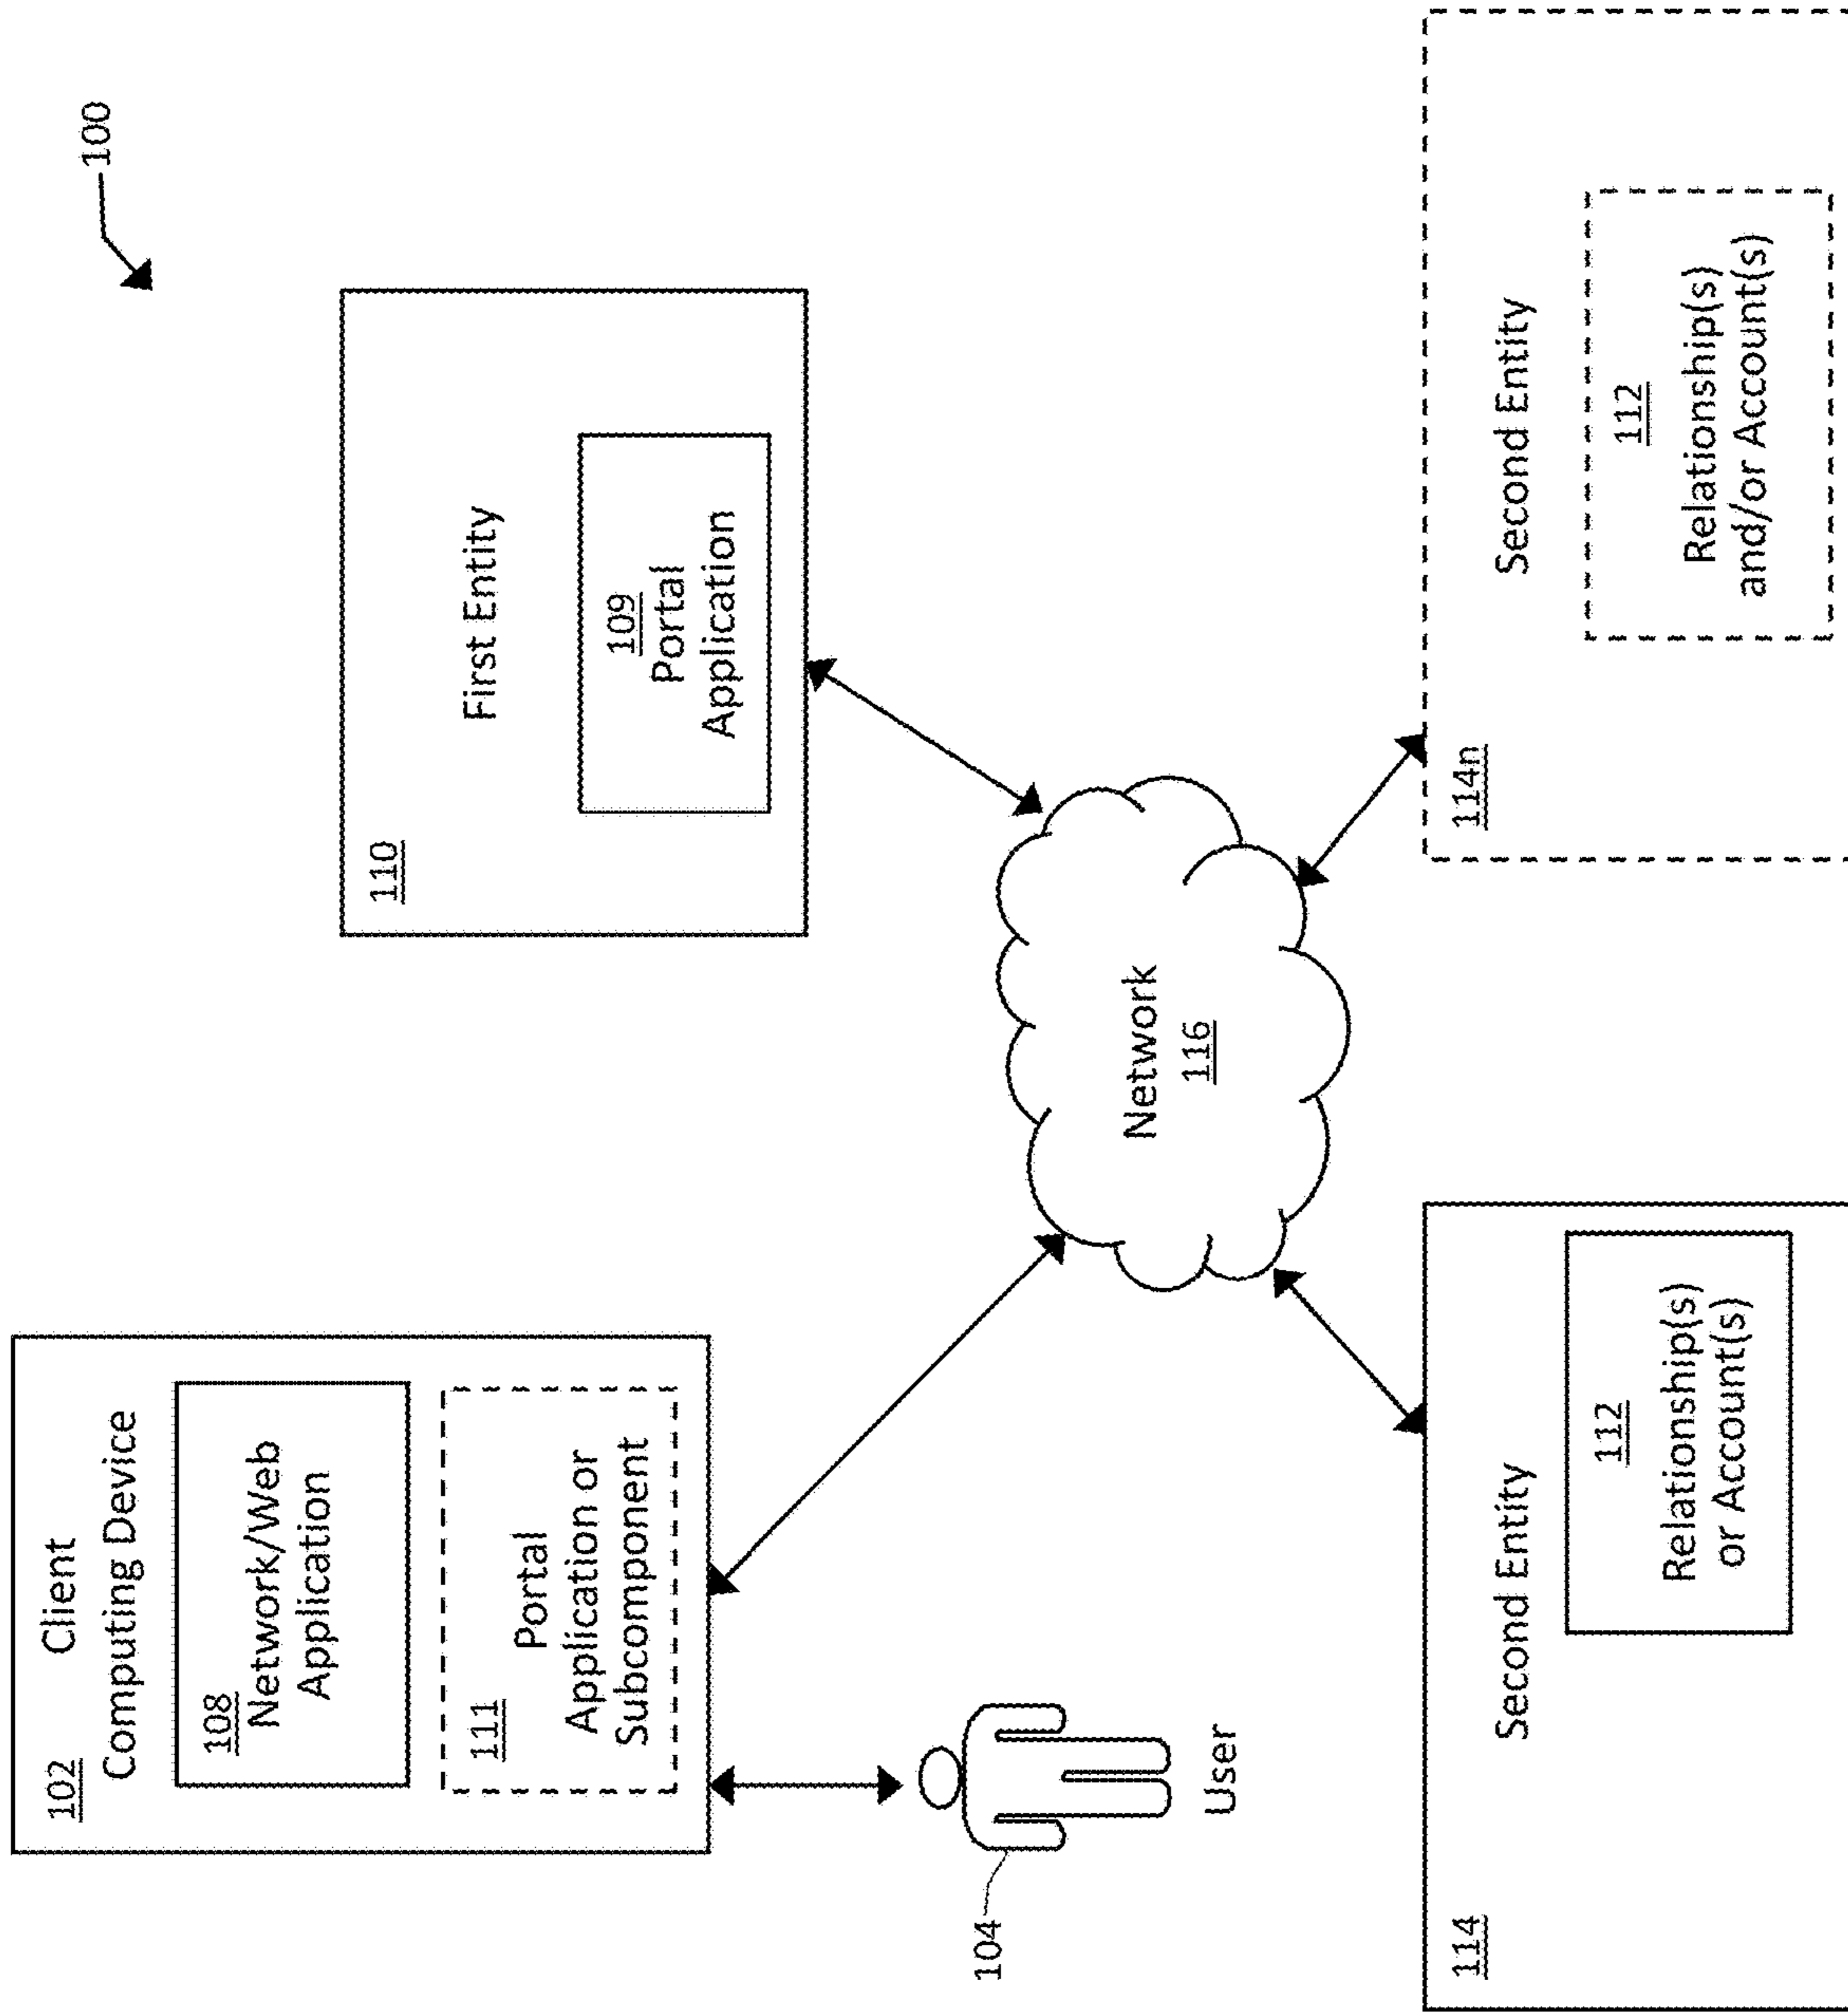 100
102
Client
Computing Device
108
Network/Web
Application
111
Portal
Application or
Subcomponent
104
User
110
First Entity
109
Portal
Application
Network
116
114
Second Entity
112
Relationship(s)
or Account(s)
114n
Second Entity
112
Relationship(s)
and/or Account(s)